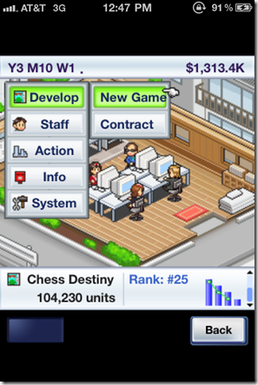 AT&T 3G 12:47 PM 91%
Y3 M10 W1 . $1,313.4K
Develop New Game
Staff Contract
Action
Info
System
Chess Destiny Rank: #25
104,230 units
Back